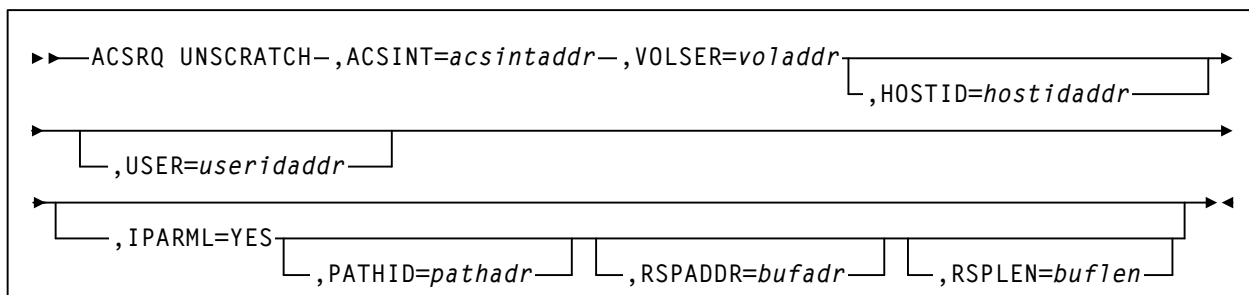 ACSRQ UNSCRATCH ,ACSINT=acsintaddr ,VOLSER=voladdr
,HOSTID=hostidaddr
,USER=useridaddr
,IPARML=YES
,PATHID=pathadr ,RSPADDR=bufadr ,RSPLEN=buflen